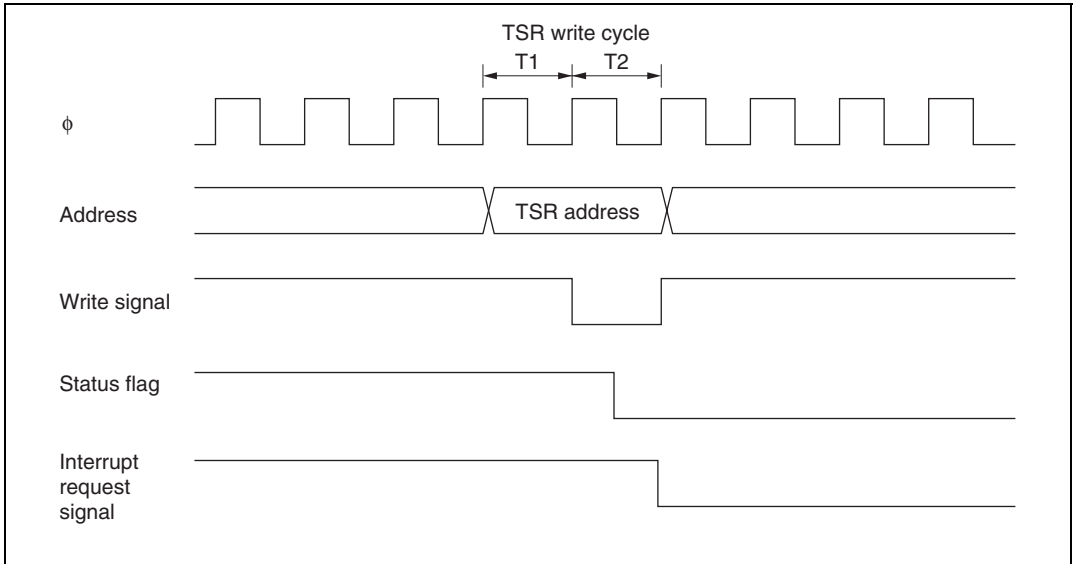 TSR write cycle
T1 T2
ϕ
Address
TSR address
Write signal
Status flag
Interrupt
request
signal